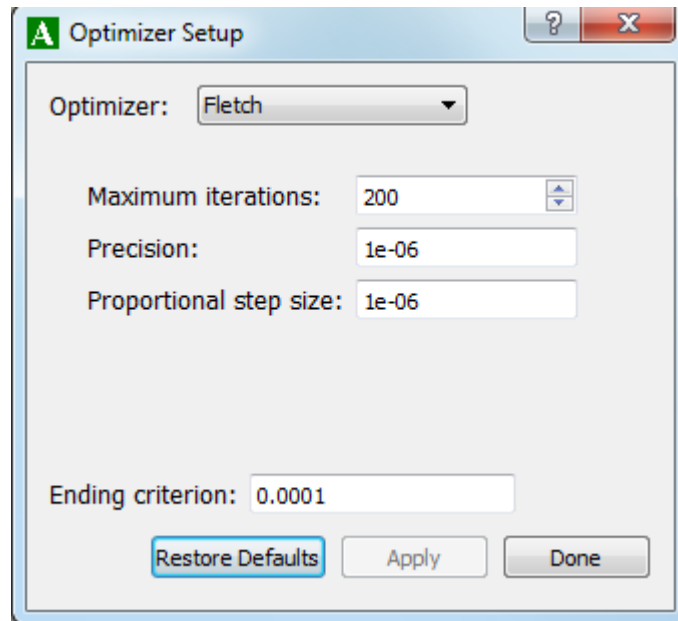 A Optimizer Setup ? X
Optimizer: Fletch
Maximum iterations: 200
Precision: 1e-06
Proportional step size: 1e-06
Ending criterion: 0.0001
Restore Defaults Apply Done